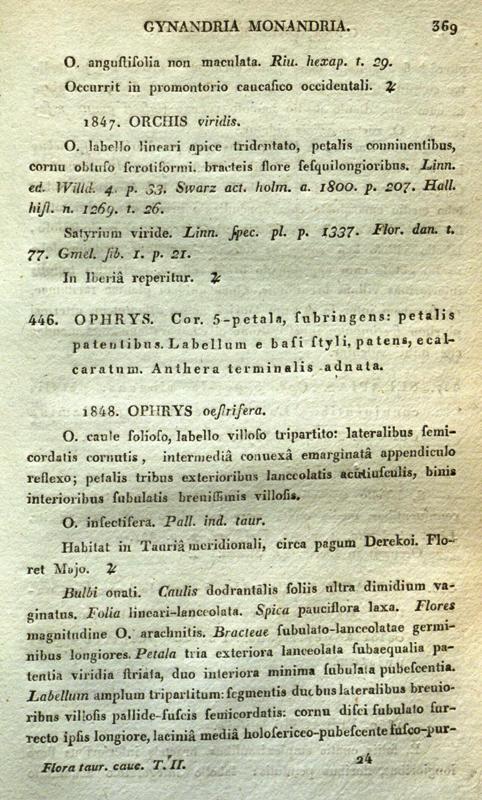 GYNANDRIA MONANDRIA. 369
O. anguſtifolia non maculata. Riu. hexap. t. 29.
Occurrit in promontorio caucaſico occidentali. ♃
1847. ORCHIS viridis.
O. labello lineari apice tridentato, petalis conniuentibus,
cornu obtuſo ſcrotiformi. bracteis flore ſeſquilongioribus. Linn.
ed. Willd. 4. p. 33. Swarz act. holm. a. 1800. p. 207. Hall.
hiſt. n. 1269. t. 26.
Satyrium viride. Linn. ſpec. pl. p. 1337. Flor. dan. t.
77. Gmel. ſib. 1. p. 21.
In Iberiâ reperitur. ♃
446. OPHRYS. Cor. 5-petala, ſubringens: petalis
patentibus. Labellum e baſi ſtyli, patens, ecal-
caratum. Anthera terminalis adnata.
1848. OPHRYS oeſtrifera.
O. caule folioſo, labello villoſo tripartito: lateralibus ſemi-
cordatis cornutis, intermediâ conuexâ emarginatâ appendiculo
reflexo; petalis tribus exterioribus lanceolatis acutiuſculis, binis
interioribus ſubulatis breuiſſimis villoſis.
O. inſectifera. Pall. ind. taur.
Habitat in Tauriâ meridionali, circa pagum Derekoi. Flo-
ret Majo. ♃
Bulbi ouati. Caulis dodrantalis foliis ultra dimidium va-
ginatus. Folia lineari-lanceolata. Spica pauciflora laxa. Flores
magnitudine O. arachnitis. Bracteae ſubulato-lanceolatae germi-
nibus longiores. Petala tria exteriora lanceolata ſubaequalia pa-
tentia viridia ſtriata, duo interiora minima ſubulata pubeſcentia.
Labellum amplum tripartitum: ſegmentis duobus lateralibus breuio-
ribus villoſis pallide-fuſcis ſemicordatis: cornu diſci ſubulato ſur-
recto ipſis longiore, laciniâ mediâ holoſericeo-pubeſcente fuſco-pur-
Flora taur. cauc. T. II. 24